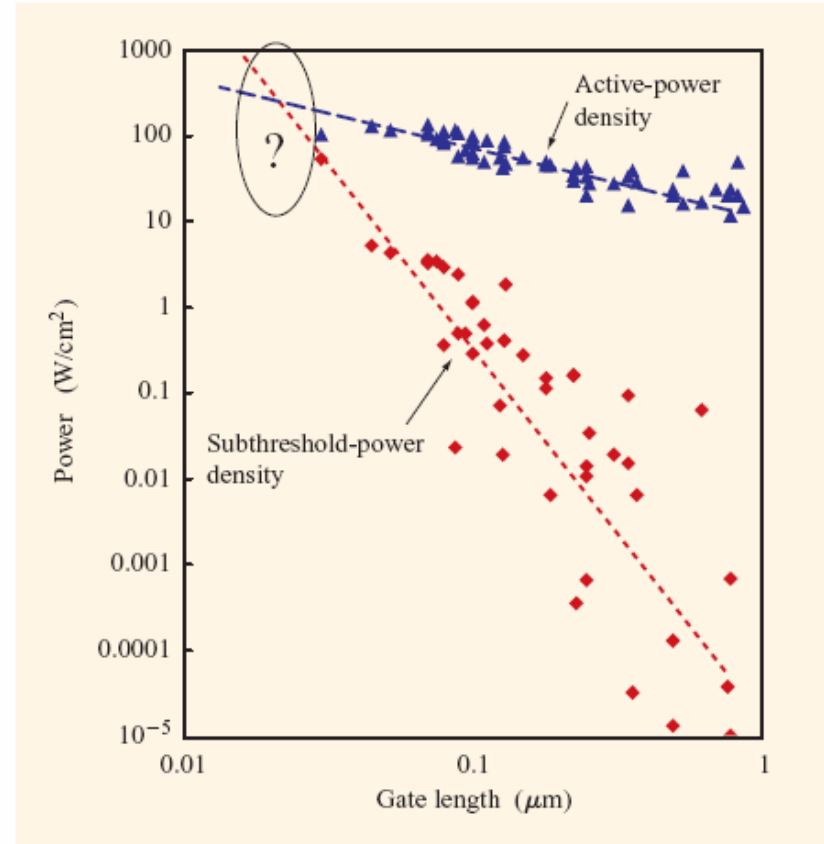 1000
100
10
1
0.1
0.01
0.001
0.0001
10⁻⁵
Power (W/cm²)
Active-power
density
?
Subthreshold-power
density
0.01
0.1
1
Gate length (μm)